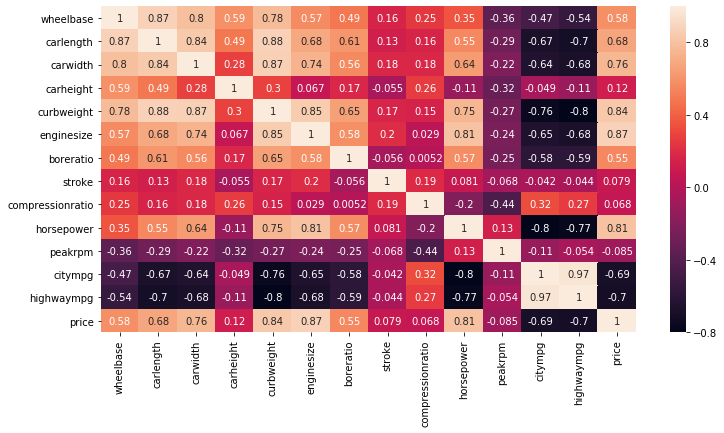 wheelbase 1 0.87 0.8 0.59 0.78 0.57 0.49 0.16 0.25 0.35 -0.36 -0.47 -0.54 0.58
carlength 0.87 1 0.84 0.49 0.88 0.68 0.61 0.13 0.16 0.55 -0.29 -0.67 -0.7 0.68
carwidth 0.8 0.84 1 0.28 0.87 0.74 0.56 0.18 0.18 0.64 -0.22 -0.64 -0.68 0.76
carheight 0.59 0.49 0.28 1 0.3 0.067 0.17 -0.055 0.26 -0.11 -0.32 -0.049 -0.11 0.12
curbweight 0.78 0.88 0.87 0.3 1 0.85 0.65 0.17 0.15 0.75 -0.27 -0.76 -0.8 0.84
enginesize 0.57 0.68 0.74 0.067 0.85 1 0.58 0.2 0.029 0.81 -0.24 -0.65 -0.68 0.87
boreratio 0.49 0.61 0.56 0.17 0.65 0.58 1 -0.056 0.0052 0.57 -0.25 -0.58 -0.59 0.55
stroke 0.16 0.13 0.18 -0.055 0.17 0.2 -0.056 1 0.19 0.081 -0.068 -0.042 -0.044 0.079
compressionratio 0.25 0.16 0.18 0.26 0.15 0.029 0.0052 0.19 1 -0.2 -0.44 0.32 0.27 0.068
horsepower 0.35 0.55 0.64 -0.11 0.75 0.81 0.57 0.081 -0.2 1 0.13 -0.8 -0.77 0.81
peakrpm -0.36 -0.29 -0.22 -0.32 -0.27 -0.24 -0.25 -0.068 -0.44 0.13 1 -0.11 -0.054 -0.085
citympg -0.47 -0.67 -0.64 -0.049 -0.76 -0.65 -0.58 -0.042 0.32 -0.8 -0.11 1 0.97 -0.69
highwaympg -0.54 -0.7 -0.68 -0.11 -0.8 -0.68 -0.59 -0.044 0.27 -0.77 -0.054 0.97 1 -0.7
price 0.58 0.68 0.76 0.12 0.84 0.87 0.55 0.079 0.068 0.81 -0.085 -0.69 -0.7 1
wheelbase
carlength
carwidth
carheight
curbweight
enginesize
boreratio
stroke
compressionratio
horsepower
peakrpm
citympg
highwaympg
price
0.8
0.4
0.0
-0.4
-0.8